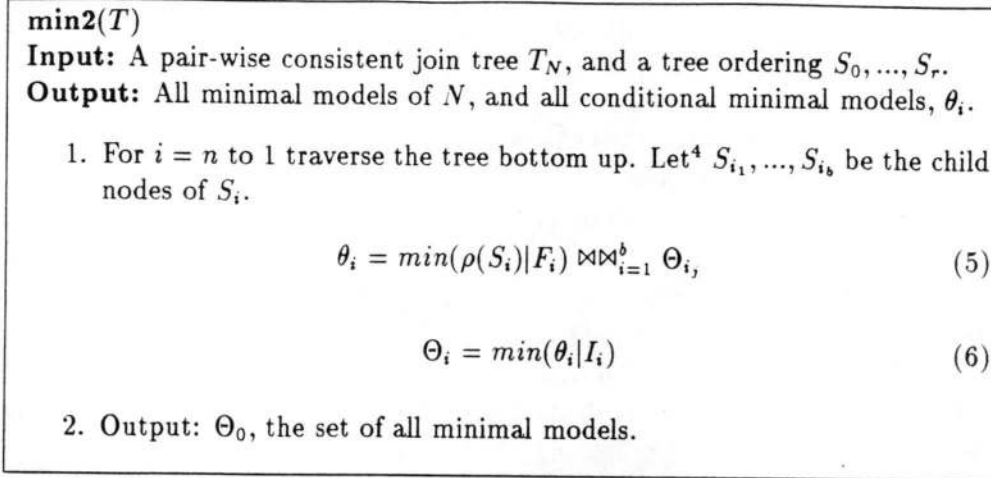 min2(T)
Input: A pair-wise consistent join tree T_N, and a tree ordering S_0, ..., S_r.
Output: All minimal models of N, and all conditional minimal models, θ_i.
1. For i = n to 1 traverse the tree bottom up. Let⁴ S_{i_1}, ..., S_{i_b} be the child
nodes of S_i.
θ_i = min(ρ(S_i)|F_i) ⋈⋈_{i=1}^b Θ_{i_j} (5)
Θ_i = min(θ_i|I_i) (6)
2. Output: Θ_0, the set of all minimal models.